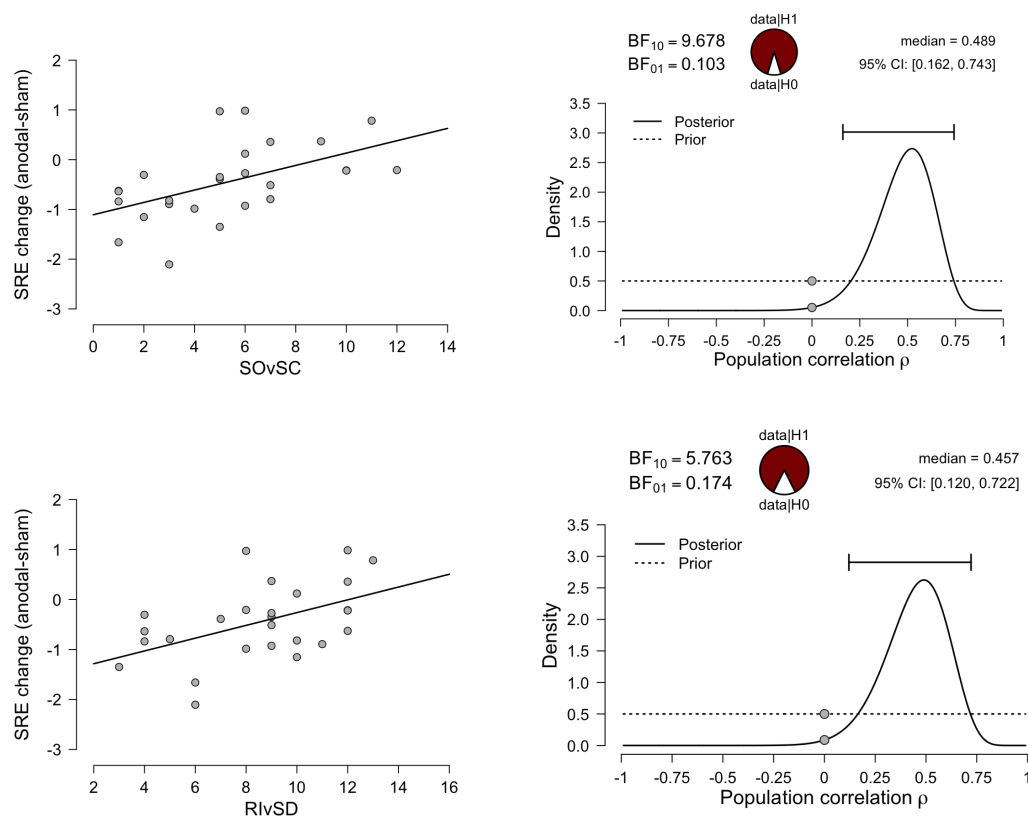 SRE change (anodal-sham)
2
1
0
-1
-2
-3
0 2 4 6 8 10 12 14
SOvSC
data|H1
BF10 = 9.678
BF01 = 0.103
data|H0
median = 0.489
95% CI: [0.162, 0.743]
Density
3.5
3.0
2.5
2.0
1.5
1.0
0.5
0.0
Posterior
Prior
-1 -0.75 -0.5 -0.25 0 0.25 0.5 0.75 1
Population correlation ρ
SRE change (anodal-sham)
2
1
0
-1
-2
-3
2 4 6 8 10 12 14 16
RIvSD
data|H1
BF10 = 5.763
BF01 = 0.174
data|H0
median = 0.457
95% CI: [0.120, 0.722]
Density
3.5
3.0
2.5
2.0
1.5
1.0
0.5
0.0
Posterior
Prior
-1 -0.75 -0.5 -0.25 0 0.25 0.5 0.75 1
Population correlation ρ